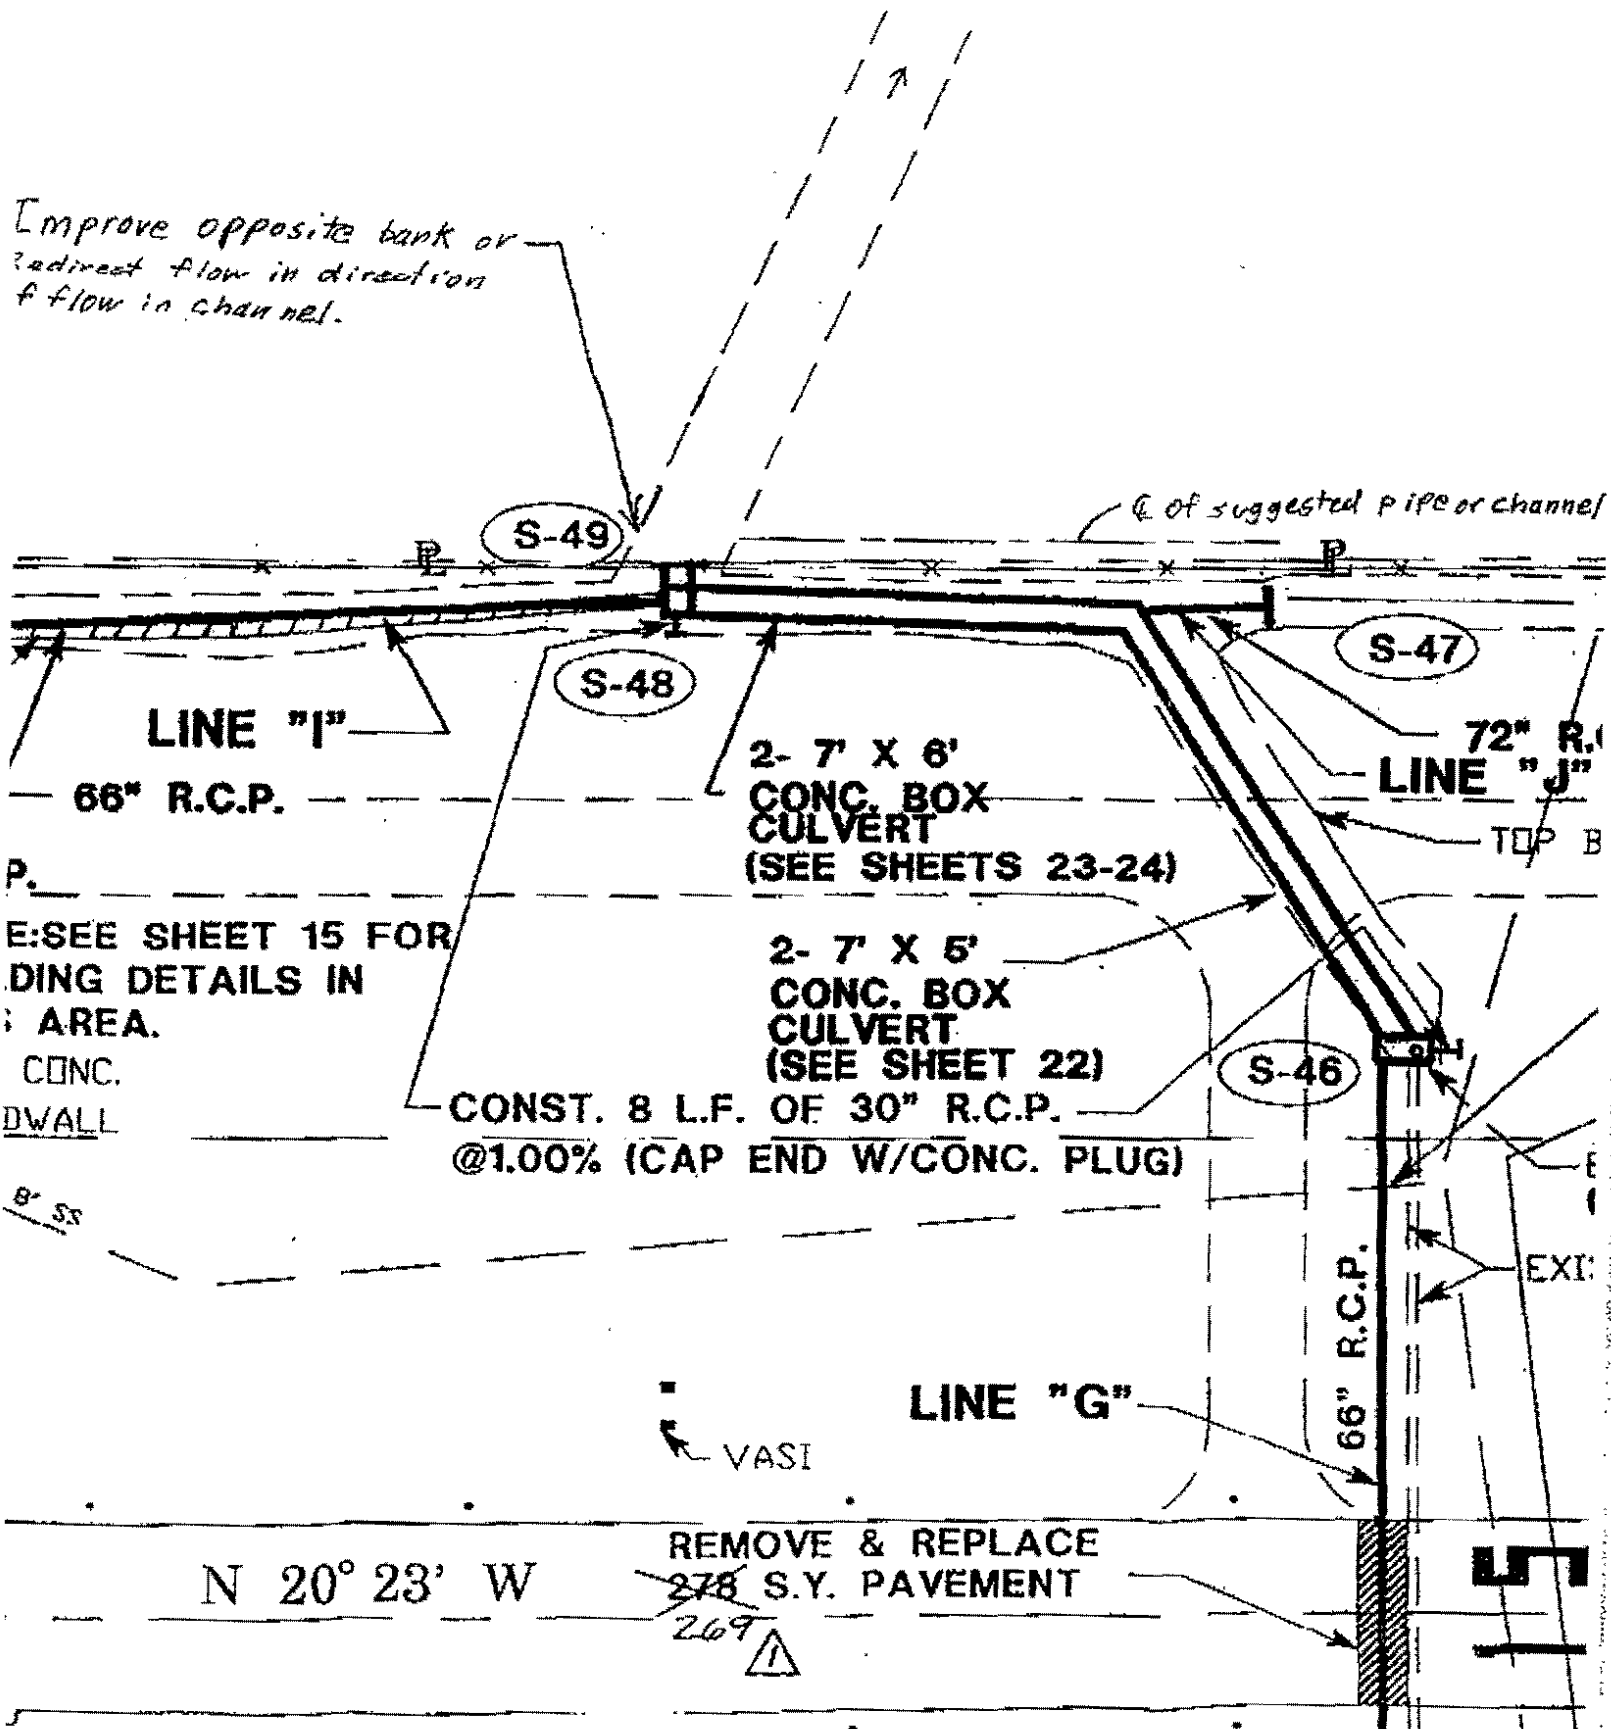 Improve opposite bank or
redirect flow in direction
f flow in channel.
℄ of suggested pipe or channel
S-49
PL
PL
S-47
S-48
LINE "I"
72" R.
66" R.C.P.
2- 7' X 6'
CONC. BOX
CULVERT
(SEE SHEETS 23-24)
LINE "J"
TOP B
P.
E:SEE SHEET 15 FOR
DING DETAILS IN
AREA.
CONC.
DWALL
2- 7' X 5'
CONC. BOX
CULVERT
(SEE SHEET 22)
S-46
CONST. 8 L.F. OF 30" R.C.P.
@1.00% (CAP END W/CONC. PLUG)
8" SS
EXI
66" R.C.P.
LINE "G"
VASI
N 20° 23' W
REMOVE & REPLACE
278 S.Y. PAVEMENT
269
1